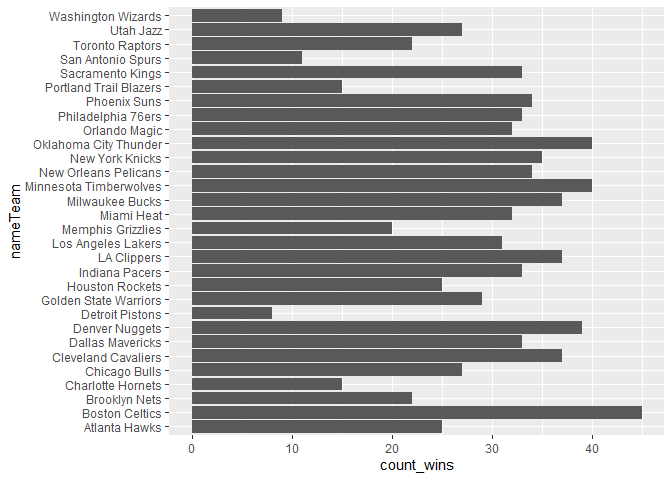 Washington Wizards
Utah Jazz
Toronto Raptors
San Antonio Spurs
Sacramento Kings
Portland Trail Blazers
Phoenix Suns
Philadelphia 76ers
Orlando Magic
Oklahoma City Thunder
New York Knicks
New Orleans Pelicans
Minnesota Timberwolves
Milwaukee Bucks
Miami Heat
Memphis Grizzlies
Los Angeles Lakers
LA Clippers
Indiana Pacers
Houston Rockets
Golden State Warriors
Detroit Pistons
Denver Nuggets
Dallas Mavericks
Cleveland Cavaliers
Chicago Bulls
Charlotte Hornets
Brooklyn Nets
Boston Celtics
Atlanta Hawks
nameTeam
0 10 20 30 40
count_wins